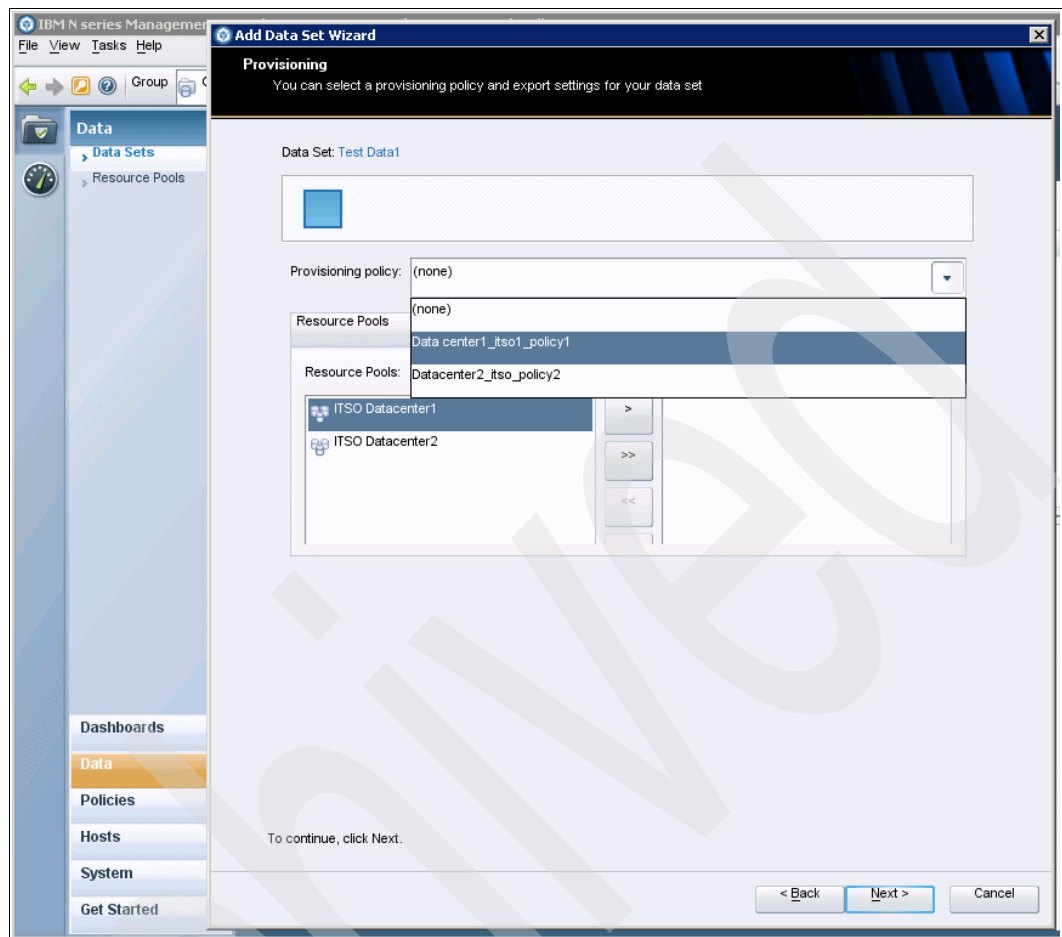 IBM N series Managemer
File View Tasks Help
Group
Data
Data Sets
Resource Pools
Dashboards
Data
Policies
Hosts
System
Get Started
Add Data Set Wizard
Provisioning
You can select a provisioning policy and export settings for your data set
Data Set: Test Data1
Provisioning policy: (none)
(none)
Data center1_itso1_policy1
Datacenter2_itso_policy2
Resource Pools
Resource Pools:
ITSO Datacenter1
ITSO Datacenter2
>
>>
<<
To continue, click Next.
< Back Next > Cancel